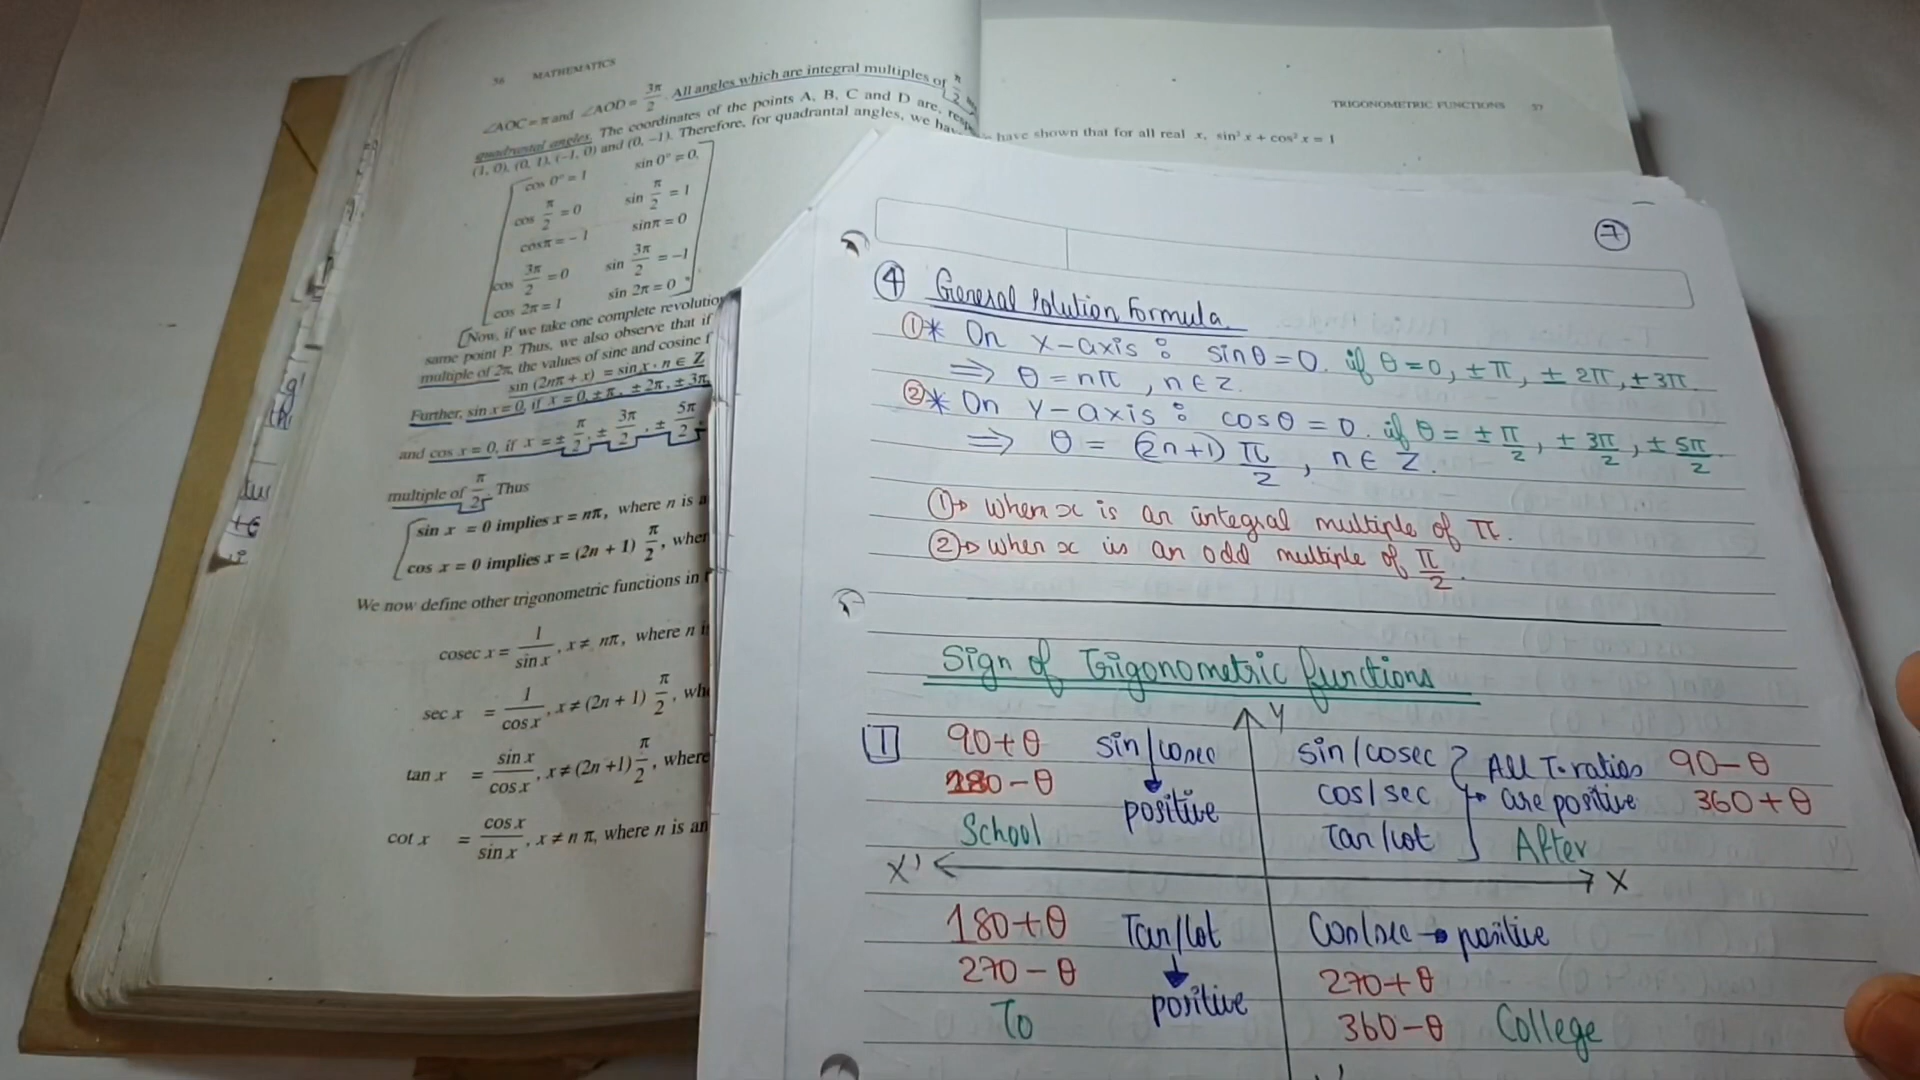 56 MATHEMATICS
∠AOC = π and ∠AOD = 3π/2. All angles which are integral multiples of π/2
quadrantal angles. The coordinates of the points A, B, C and D are,
(1, 0), (0, 1), (–1, 0) and (0, –1). Therefore, for quadrantal angles, we
cos 0° = 1 sin 0° = 0,
cos π/2 = 0 sin π/2 = 1
cosπ = – 1 sinπ = 0
cos 3π/2 = 0 sin 3π/2 = –1
cos 2π = 1 sin 2π = 0
Now, if we take one complete
same point P. Thus, we also observe that if
multiple of 2π, the values of sine and cosine
sin (2nπ + x) = sin x, n ∈ Z
Further, sin x = 0, if x = 0, ± π, ± 2π, ± 3π,
and cos x = 0, if x = ± π/2, ± 3π/2, ± 5π/2,
multiple of π/2. Thus
sin x = 0 implies x = nπ, where n is
cos x = 0 implies x = (2n + 1) π/2,
We now define other trigonometric functions in
cosec x = 1/sin x, x ≠ nπ, where n
sec x = 1/cos x, x ≠ (2n + 1) π/2,
tan x = sin x/cos x, x ≠ (2n +1) π/2, where
cot x = cos x/sin x, x ≠ n π, where n is an
TRIGONOMETRIC FUNCTIONS 57
have shown that for all real x, sin² x + cos² x = 1
7
④ General Solution Formula.
①* On X-axis : sinθ = 0. if θ = 0, ±π, ± 2π, ± 3π.
⇒ θ = nπ , n ∈ Z.
②* On Y-axis : cosθ = 0. if θ = ± π/2, ± 3π/2, ± 5π/2.
⇒ θ = (2n+1) π/2 , n ∈ Z.
①→ when x is an integral multiple of π.
②→ when x is an odd multiple of π/2.
Sign of Trigonometric functions
Y
I 90+θ sin/cosec sin/cosec All T.ratios 90-θ
180-θ positive cos/sec → are positive 360+θ
School Tan/cot After
X' X
180+θ Tan/cot Cos/sec → positive
270-θ positive 270+θ
To 360-θ College